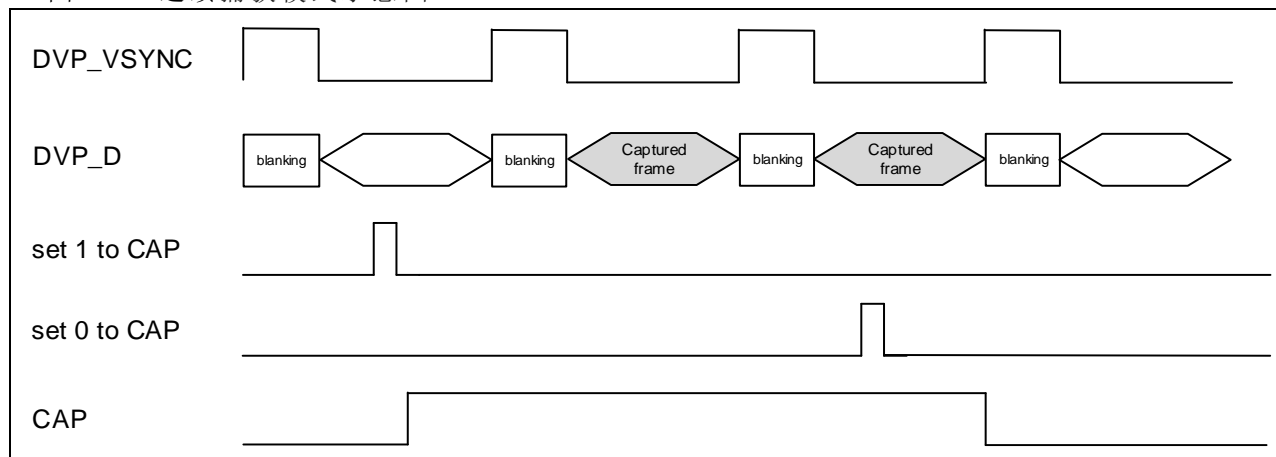 DVP_VSYNC
DVP_D
blanking
blanking
Captured
frame
blanking
Captured
frame
blanking
set 1 to CAP
set 0 to CAP
CAP